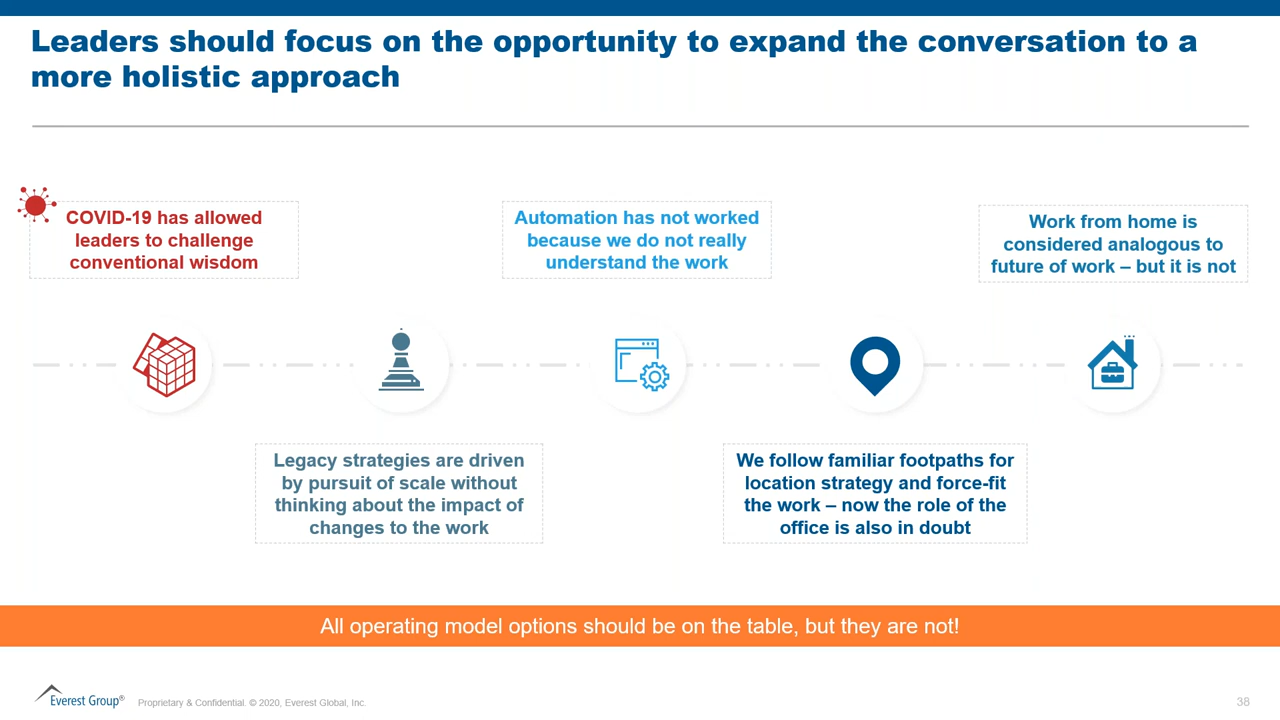 Leaders should focus on the opportunity to expand the conversation to a
more holistic approach
COVID-19 has allowed
leaders to challenge
conventional wisdom
Legacy strategies are driven
by pursuit of scale without
thinking about the impact of
changes to the work
Automation has not worked
because we do not really
understand the work
We follow familiar footpaths for
location strategy and force-fit
the work – now the role of the
office is also in doubt
Work from home is
considered analogous to
future of work – but it is not
All operating model options should be on the table, but they are not!
Everest Group®
Proprietary & Confidential. © 2020, Everest Global, Inc.
38